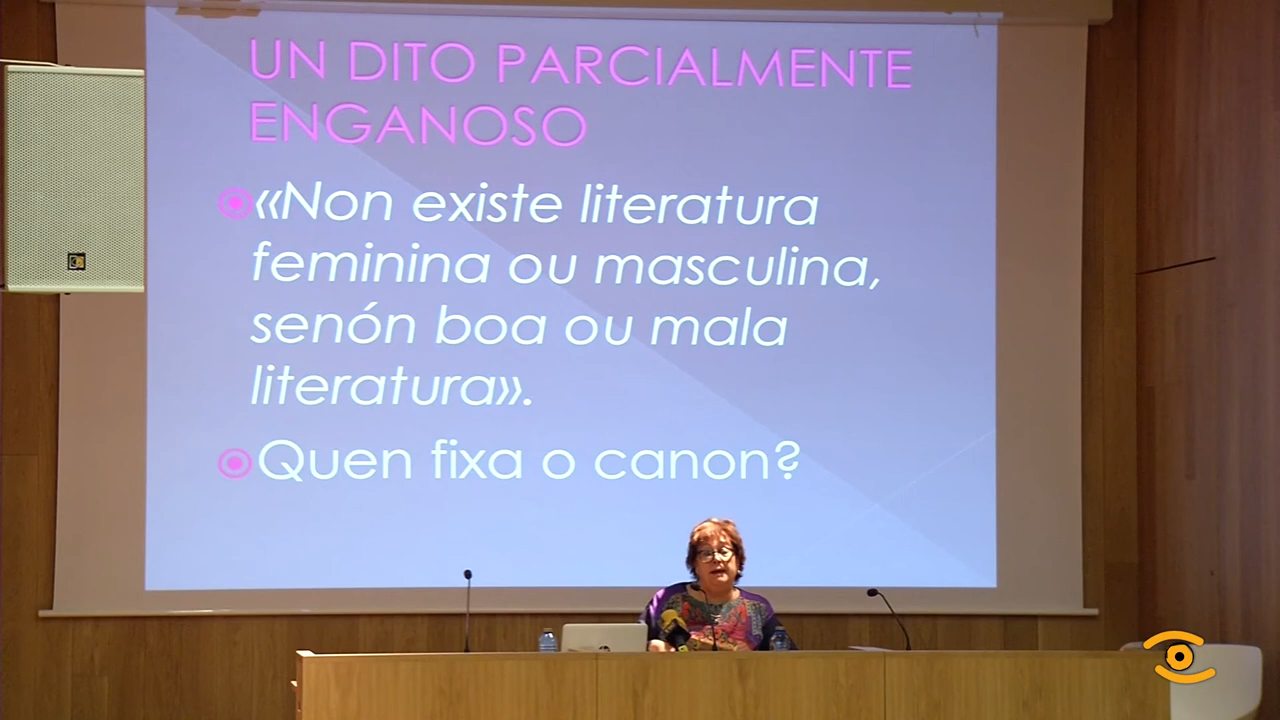 UN DITO PARCIALMENTE
ENGANOSO
«Non existe literatura
feminina ou masculina,
senón boa ou mala
literatura».
Quen fixa o canon?